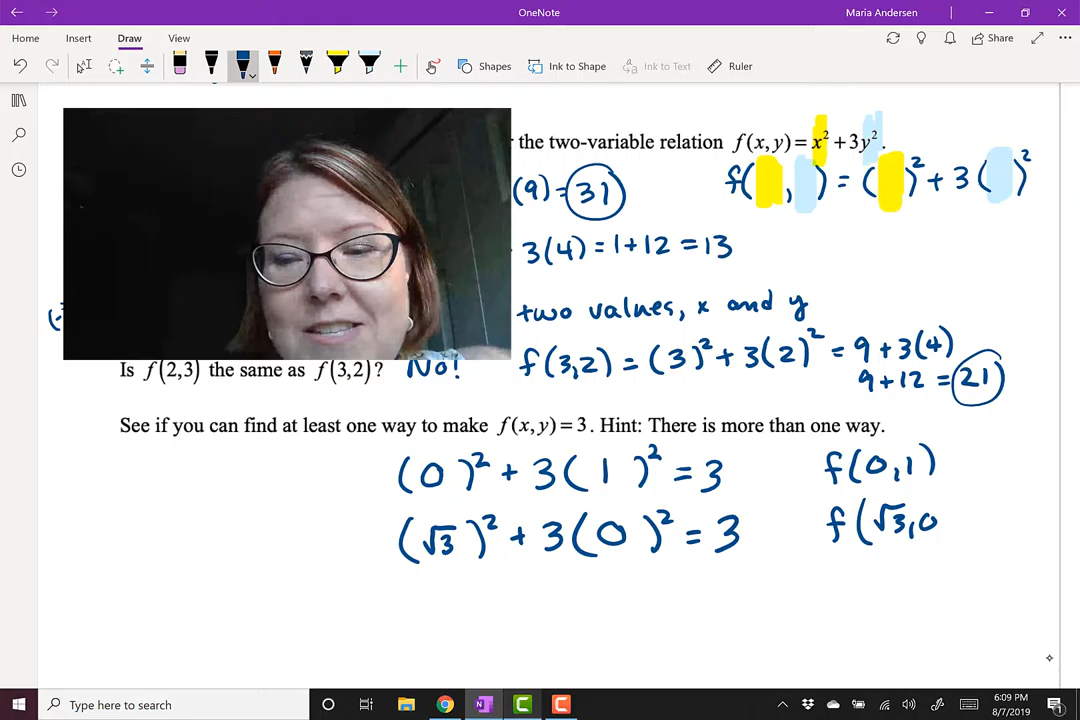 OneNote
Maria Andersen
Home Insert Draw View
Share
Shapes
Ink to Shape
Ink to Text
Ruler
the two-variable relation f(x,y)=x²+3y².
f( , ) = ( )² + 3( )²
(9) = 31
3(4) = 1+12 = 13
two values, x and y
f(3,2) = (3)² + 3(2)² = 9 + 3(4)
9+12 = 21
Is f(2,3) the same as f(3,2)? No!
See if you can find at least one way to make f(x,y)=3. Hint: There is more than one way.
(0)² + 3(1)² = 3 f(0,1)
(√3)² + 3(0)² = 3 f(√3,0
Type here to search
6:09 PM
8/7/2019